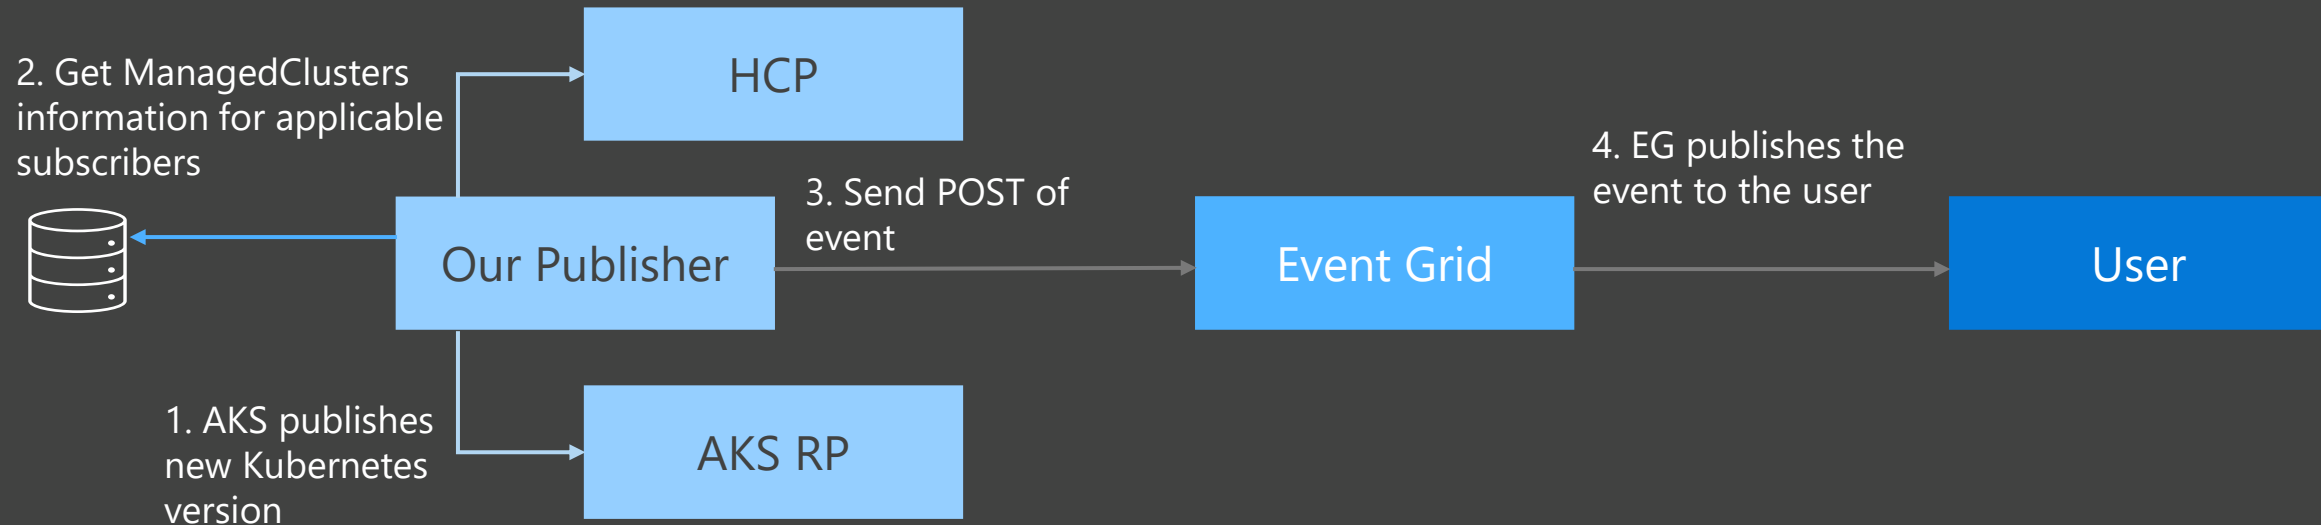 HCP
2. Get ManagedClusters
information for applicable
subscribers
Our Publisher
3. Send POST of
event
Event Grid
4. EG publishes the
event to the user
User
1. AKS publishes
new Kubernetes
version
AKS RP